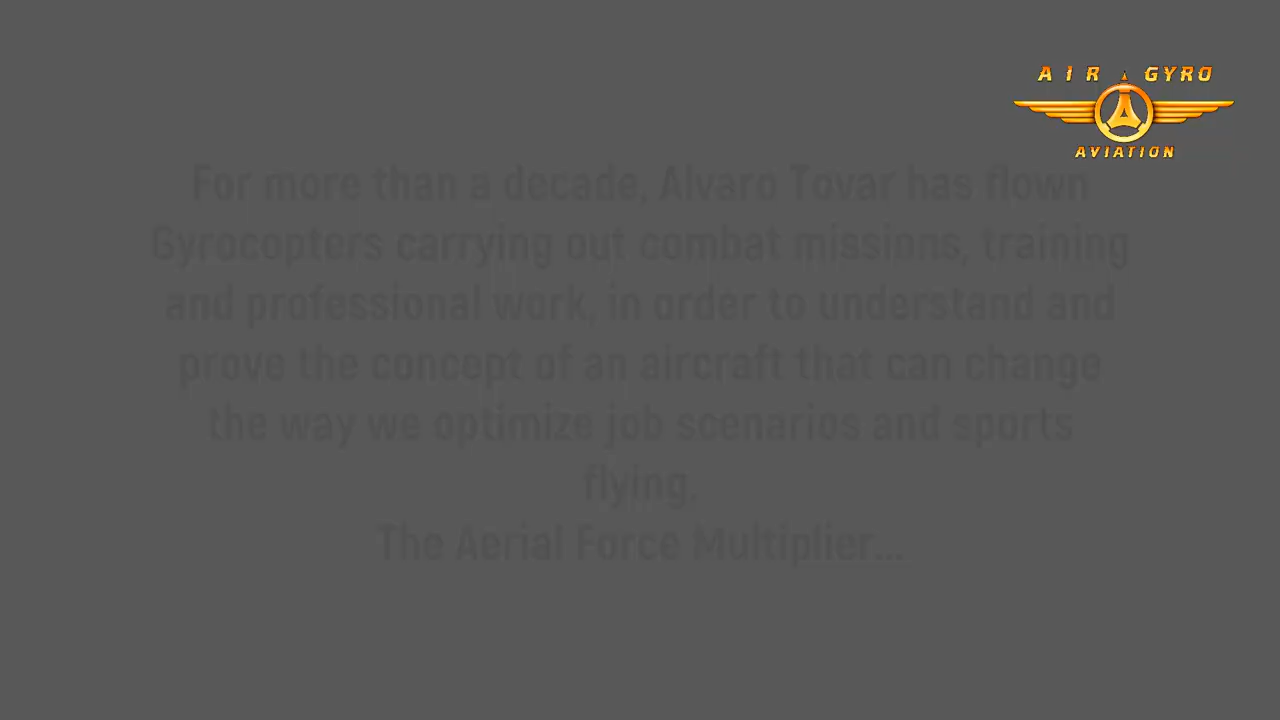 AIR GYRO
AVIATION
For more than a decade, Alvaro Tovar has flown
Gyrocopters carrying out combat missions, training
and professional work, in order to understand and
prove the concept of an aircraft that can change
the way we optimize job scenarios and sports
flying.
The Aerial Force Multiplier...